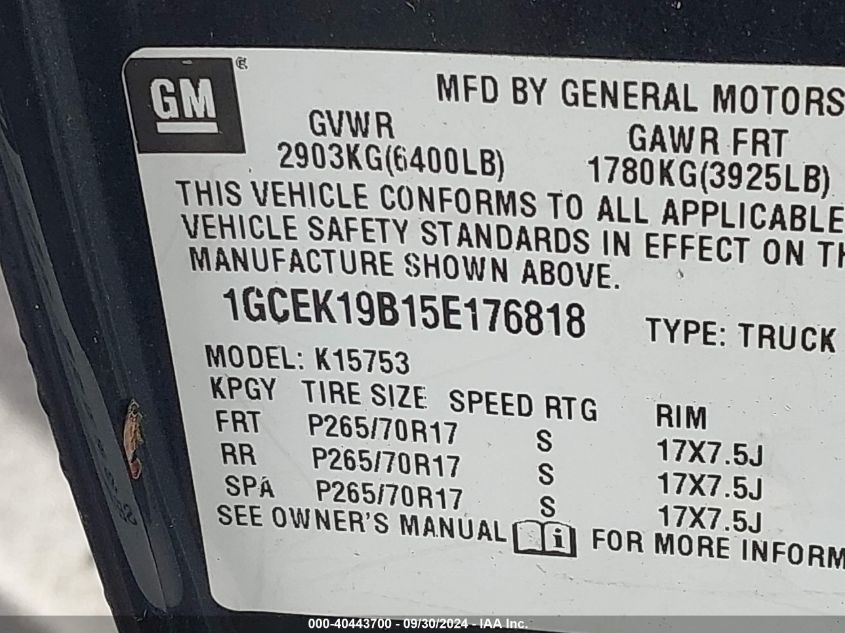 GM ®
MFD BY GENERAL MOTORS
GVWR GAWR FRT
2903KG(6400LB) 1780KG(3925LB)
THIS VEHICLE CONFORMS TO ALL APPLICABLE
VEHICLE SAFETY STANDARDS IN EFFECT ON TH
MANUFACTURE SHOWN ABOVE.
1GCEK19B15E176818 TYPE: TRUCK
MODEL: K15753
KPGY TIRE SIZE SPEED RTG RIM
FRT P265/70R17 S 17X7.5J
RR P265/70R17 S 17X7.5J
SPA P265/70R17 S 17X7.5J
SEE OWNER'S MANUAL i FOR MORE INFORM
000-40443700 - 09/30/2024 - IAA Inc.